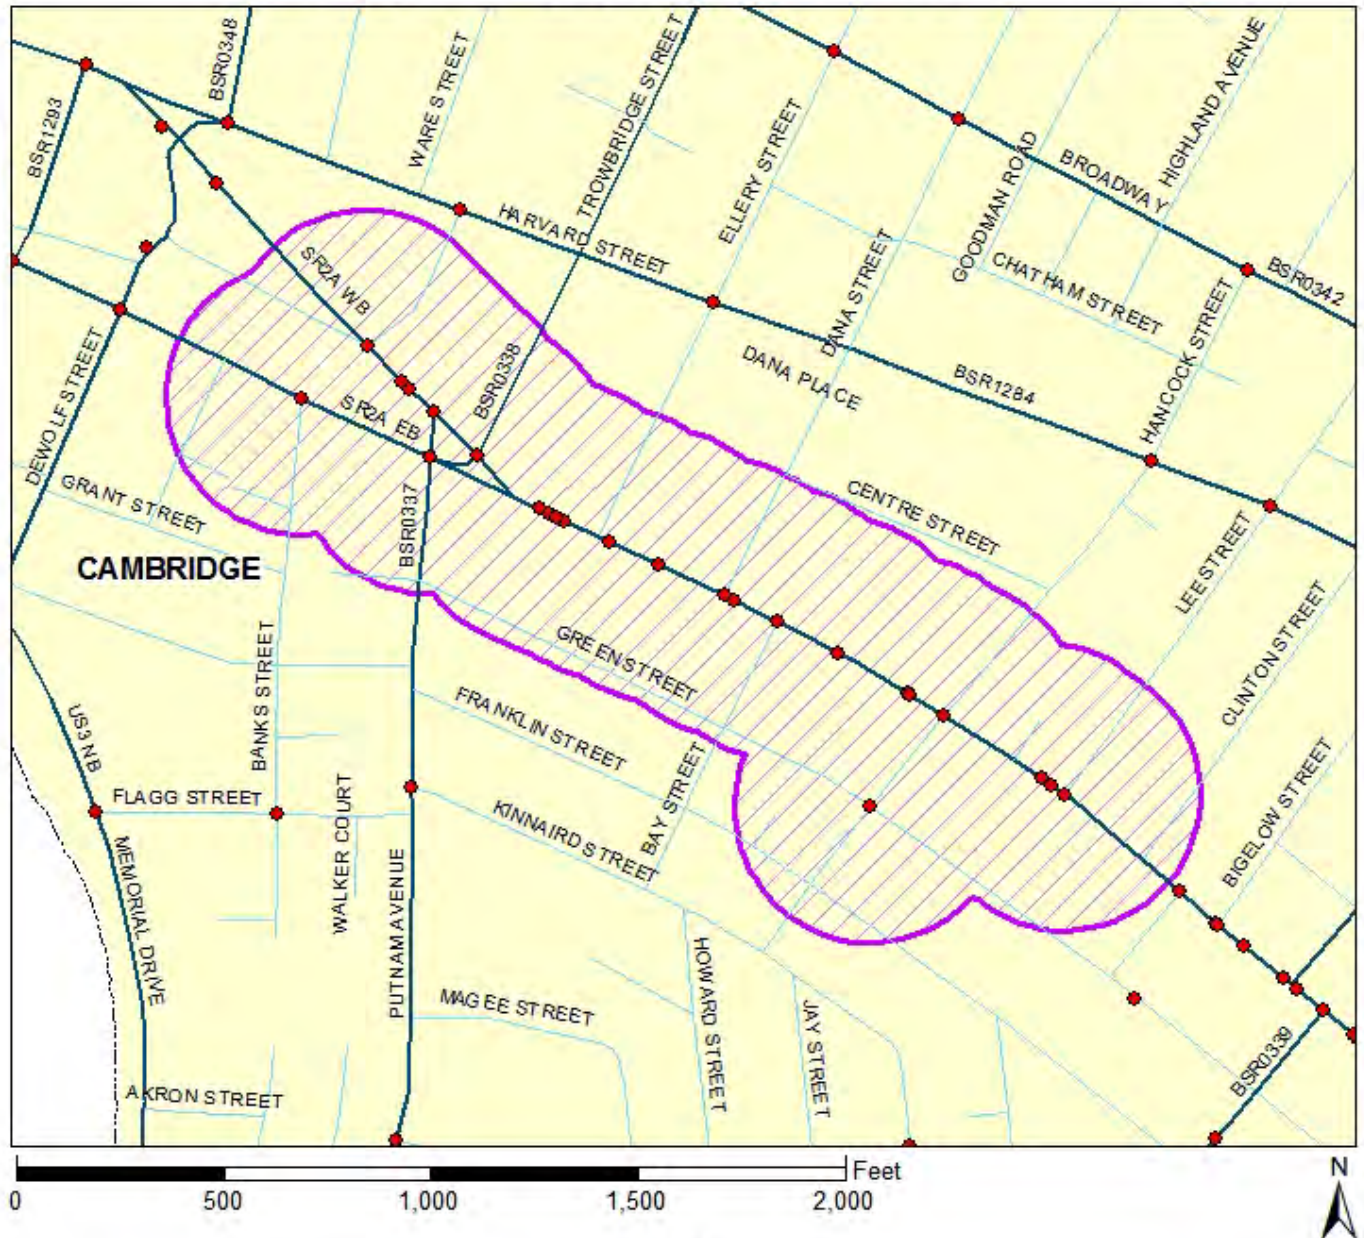 BSR0348
BSR1293
WARE STREET
TROWBRIDGE STREET
HIGHLAND AVENUE
ELLERY STREET
GOODMAN ROAD
BROADWAY
HARVARD STREET
SR2A WB
DANA STREET
CHATHAM STREET
BSR0342
HANCOCK STREET
DANA PLACE
BSR1284
BSR0338
DEWOLF STREET
SR2A EB
GRANT STREET
BSR0337
CENTRE STREET
CAMBRIDGE
LEE STREET
CLINTON STREET
GREEN STREET
BANKS STREET
FRANKLIN STREET
US3 NB
BAY STREET
FLAGG STREET
WALKER COURT
KINNAIRD STREET
BIGELOW STREET
MEMORIAL DRIVE
PUTNAM AVENUE
HOWARD STREET
MAGEE STREET
JAY STREET
BSR0339
AKRON STREET
Feet
0 500 1,000 1,500 2,000
N